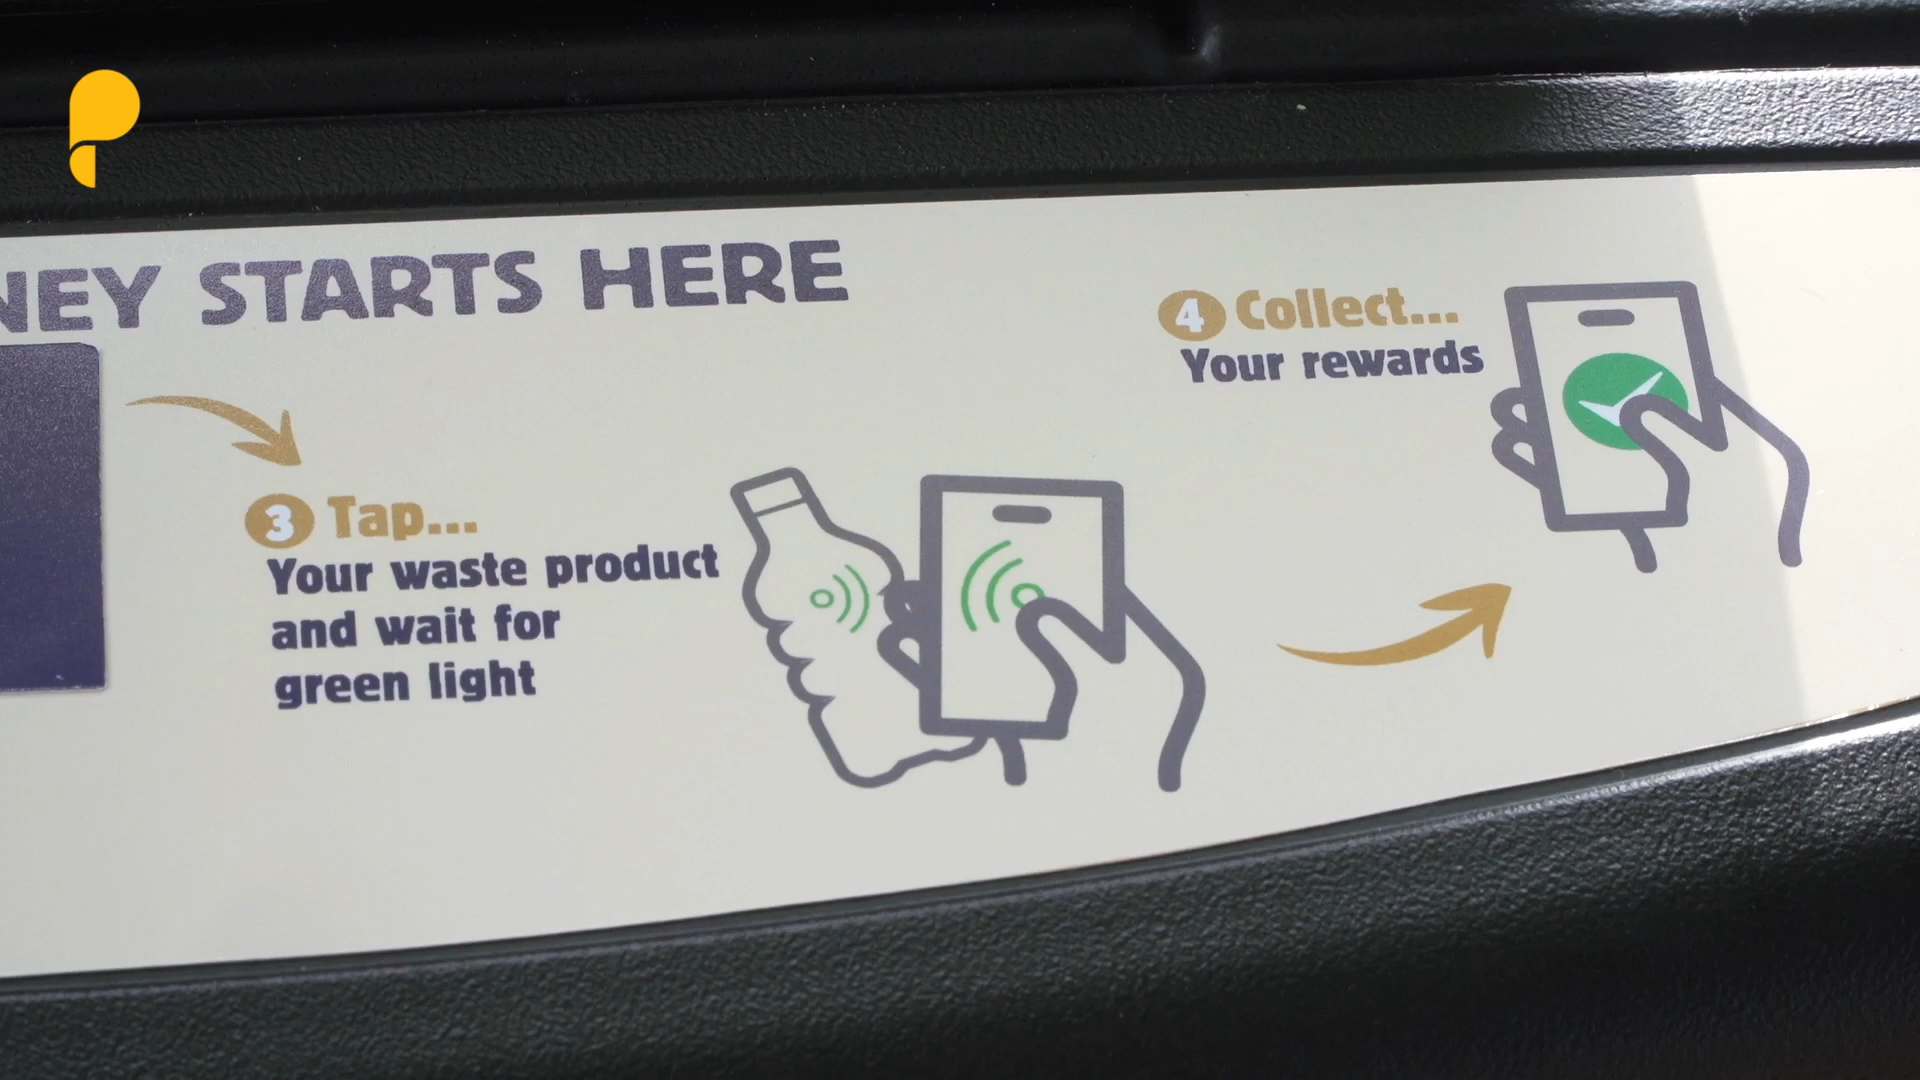 NEY STARTS HERE
3 Tap...
Your waste product
and wait for
green light
4 Collect...
Your rewards